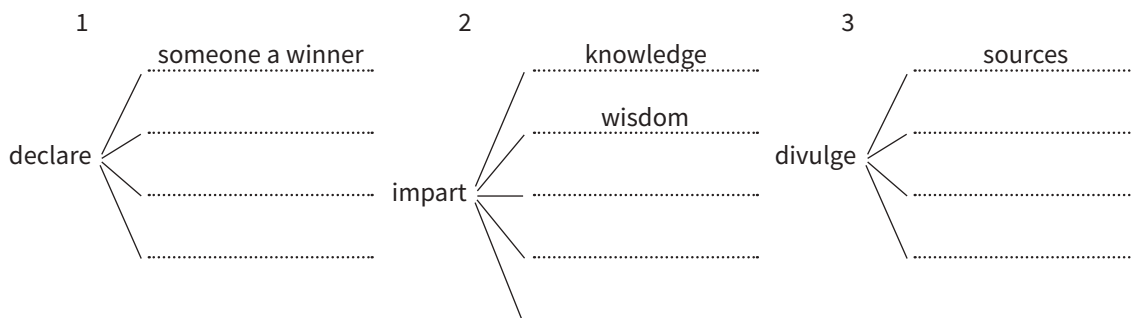 1
someone a winner
declare
2
knowledge
wisdom
impart
3
sources
divulge